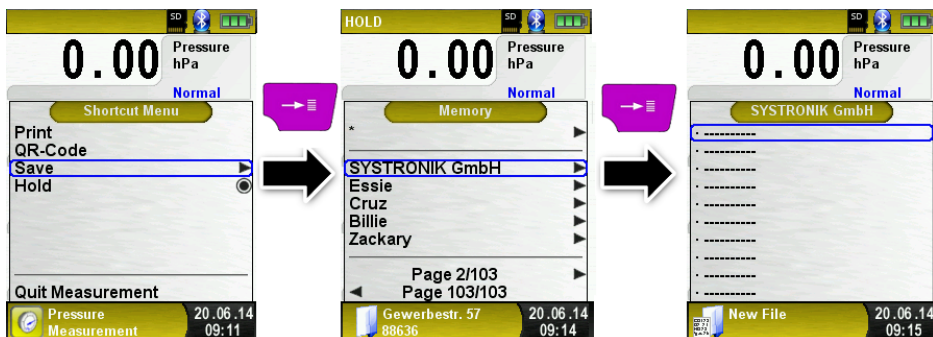 SD
0.00
Pressure
hPa
Normal
Shortcut Menu
Print
QR-Code
Save
Hold
Quit Measurement
Pressure
Measurement
20.06.14
09:11
HOLD
SD
0.00
Pressure
hPa
Normal
Memory
*
SYSTRONIK GmbH
Essie
Cruz
Billie
Zackary
Page 2/103
Page 103/103
Gewerbestr. 57
88636
20.06.14
09:14
SD
0.00
Pressure
hPa
Normal
SYSTRONIK GmbH
· ----------
· ----------
· ----------
· ----------
· ----------
· ----------
· ----------
· ----------
· ----------
· ----------
New File
20.06.14
09:15